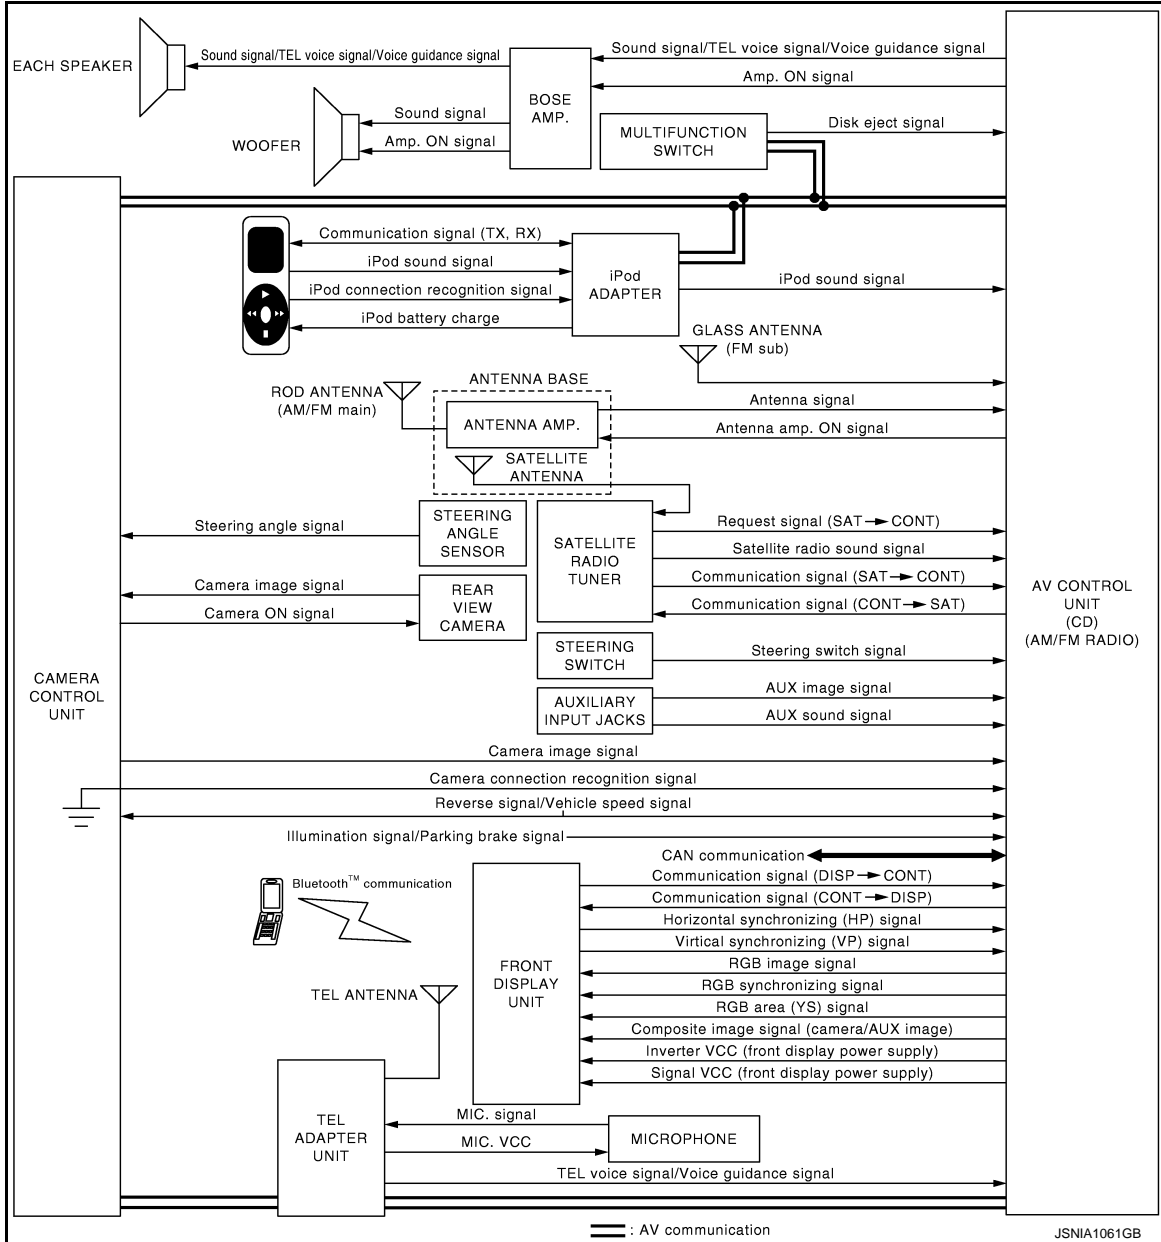 EACH SPEAKER
Sound signal/TEL voice signal/Voice guidance signal
BOSE
AMP.
Sound signal/TEL voice signal/Voice guidance signal
Amp. ON signal
WOOFER
Sound signal
Amp. ON signal
MULTIFUNCTION
SWITCH
Disk eject signal
Communication signal (TX, RX)
iPod sound signal
iPod connection recognition signal
iPod battery charge
iPod
ADAPTER
iPod sound signal
GLASS ANTENNA
(FM sub)
ROD ANTENNA
(AM/FM main)
ANTENNA BASE
ANTENNA AMP.
Antenna signal
Antenna amp. ON signal
SATELLITE
ANTENNA
Steering angle signal
STEERING
ANGLE
SENSOR
Camera image signal
Camera ON signal
REAR
VIEW
CAMERA
SATELLITE
RADIO
TUNER
Request signal (SAT→CONT)
Satellite radio sound signal
Communication signal (SAT→CONT)
Communication signal (CONT→SAT)
STEERING
SWITCH
Steering switch signal
AUXILIARY
INPUT JACKS
AUX image signal
AUX sound signal
CAMERA
CONTROL
UNIT
AV CONTROL
UNIT
(CD)
(AM/FM RADIO)
Camera image signal
Camera connection recognition signal
Reverse signal/Vehicle speed signal
Illumination signal/Parking brake signal
CAN communication
Bluetooth™ communication
FRONT
DISPLAY
UNIT
Communication signal (DISP→CONT)
Communication signal (CONT→DISP)
Horizontal synchronizing (HP) signal
Virtical synchronizing (VP) signal
RGB image signal
RGB synchronizing signal
RGB area (YS) signal
Composite image signal (camera/AUX image)
Inverter VCC (front display power supply)
Signal VCC (front display power supply)
TEL ANTENNA
TEL
ADAPTER
UNIT
MIC. signal
MIC. VCC
MICROPHONE
TEL voice signal/Voice guidance signal
: AV communication
JSNIA1061GB